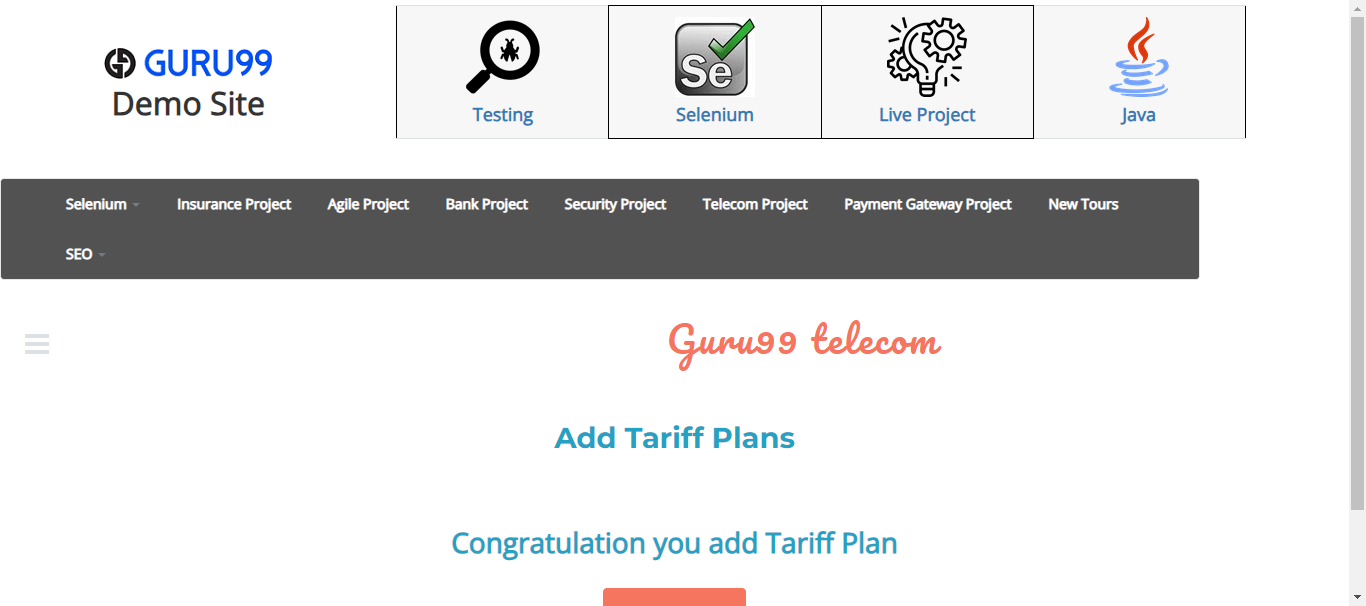 GURU99
Demo Site
Testing
Se
Selenium
Live Project
Java
Selenium
Insurance Project
Agile Project
Bank Project
Security Project
Telecom Project
Payment Gateway Project
New Tours
SEO
Guru99 telecom
Add Tariff Plans
Congratulation you add Tariff Plan